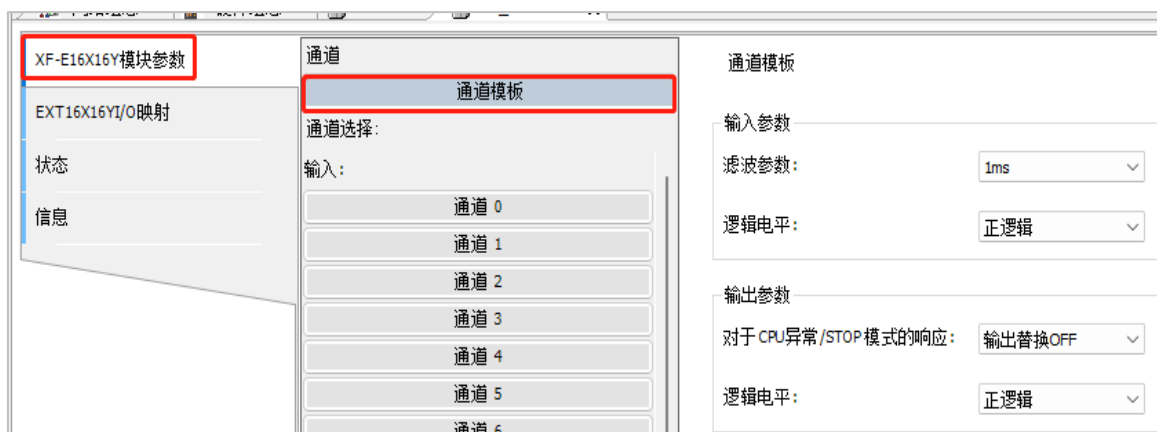 XF-E16X16Y模块参数
EXT16X16YI/O映射
状态
信息
通道
通道模板
通道选择:
输入:
通道 0
通道 1
通道 2
通道 3
通道 4
通道 5
通道 6
通道模板
输入参数
滤波参数:
1ms
逻辑电平:
正逻辑
输出参数
对于CPU异常/STOP模式的响应:
输出替换OFF
逻辑电平:
正逻辑